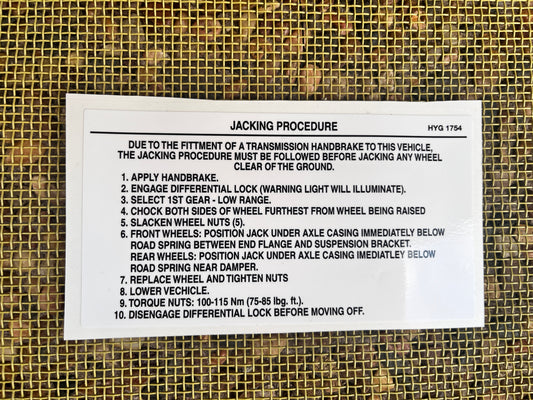 JACKING PROCEDURE HYG 1754
DUE TO THE FITTMENT OF A TRANSMISSION HANDBRAKE TO THIS VEHICLE,
THE JACKING PROCEDURE MUST BE FOLLOWED BEFORE JACKING ANY WHEEL
CLEAR OF THE GROUND.
1. APPLY HANDBRAKE.
2. ENGAGE DIFFERENTIAL LOCK (WARNING LIGHT WILL ILLUMINATE).
3. SELECT 1ST GEAR - LOW RANGE.
4. CHOCK BOTH SIDES OF WHEEL FURTHEST FROM WHEEL BEING RAISED
5. SLACKEN WHEEL NUTS (5).
6. FRONT WHEELS: POSITION JACK UNDER AXLE CASING IMMEDIATELY BELOW
ROAD SPRING BETWEEN END FLANGE AND SUSPENSION BRACKET.
REAR WHEELS: POSITION JACK UNDER AXLE CASING IMEDIATLEY BELOW
ROAD SPRING NEAR DAMPER.
7. REPLACE WHEEL AND TIGHTEN NUTS
8. LOWER VECHICLE.
9. TORQUE NUTS: 100-115 Nm (75-85 lbg. ft.).
10. DISENGAGE DIFFERENTIAL LOCK BEFORE MOVING OFF.